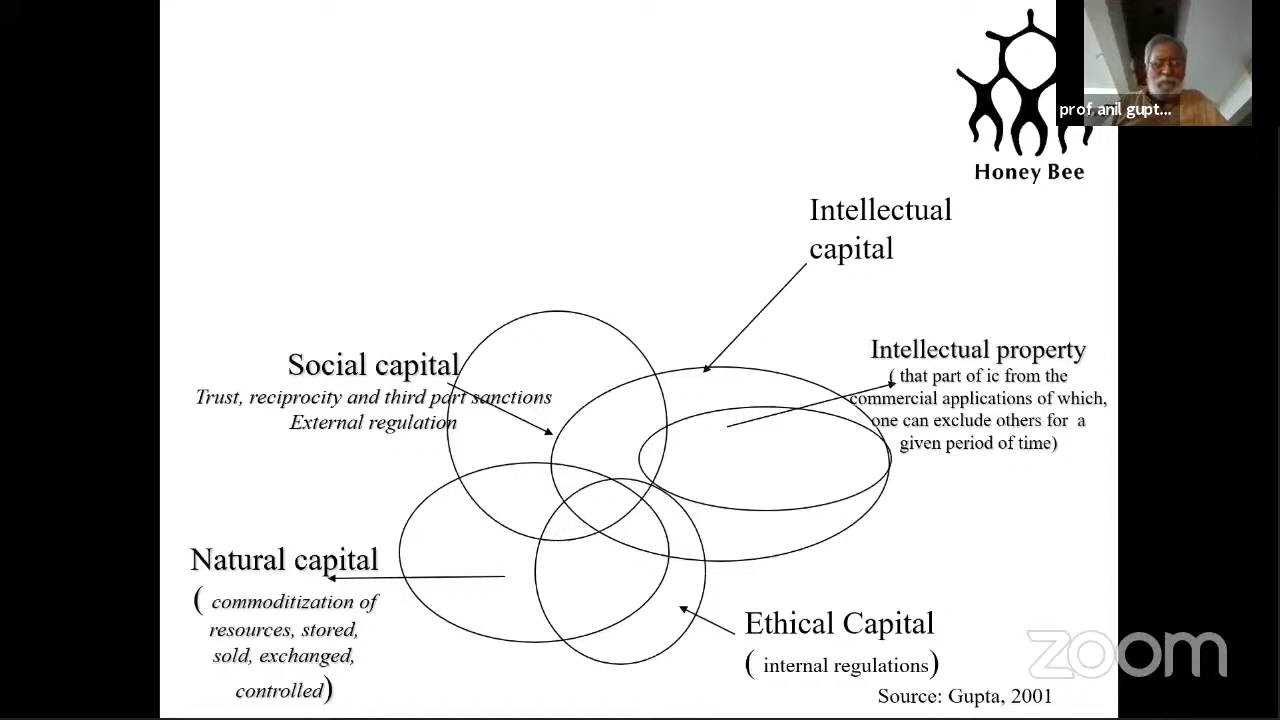 prof. anil gupt...
Honey Bee
Intellectual
capital
Social capital
Trust, reciprocity and third part sanctions
External regulation
Intellectual property
( that part of ic from the
commercial applications of which,
one can exclude others for a
given period of time)
Natural capital
( commoditization of
resources, stored,
sold, exchanged,
controlled)
Ethical Capital
( internal regulations)
Source: Gupta, 2001
zoom